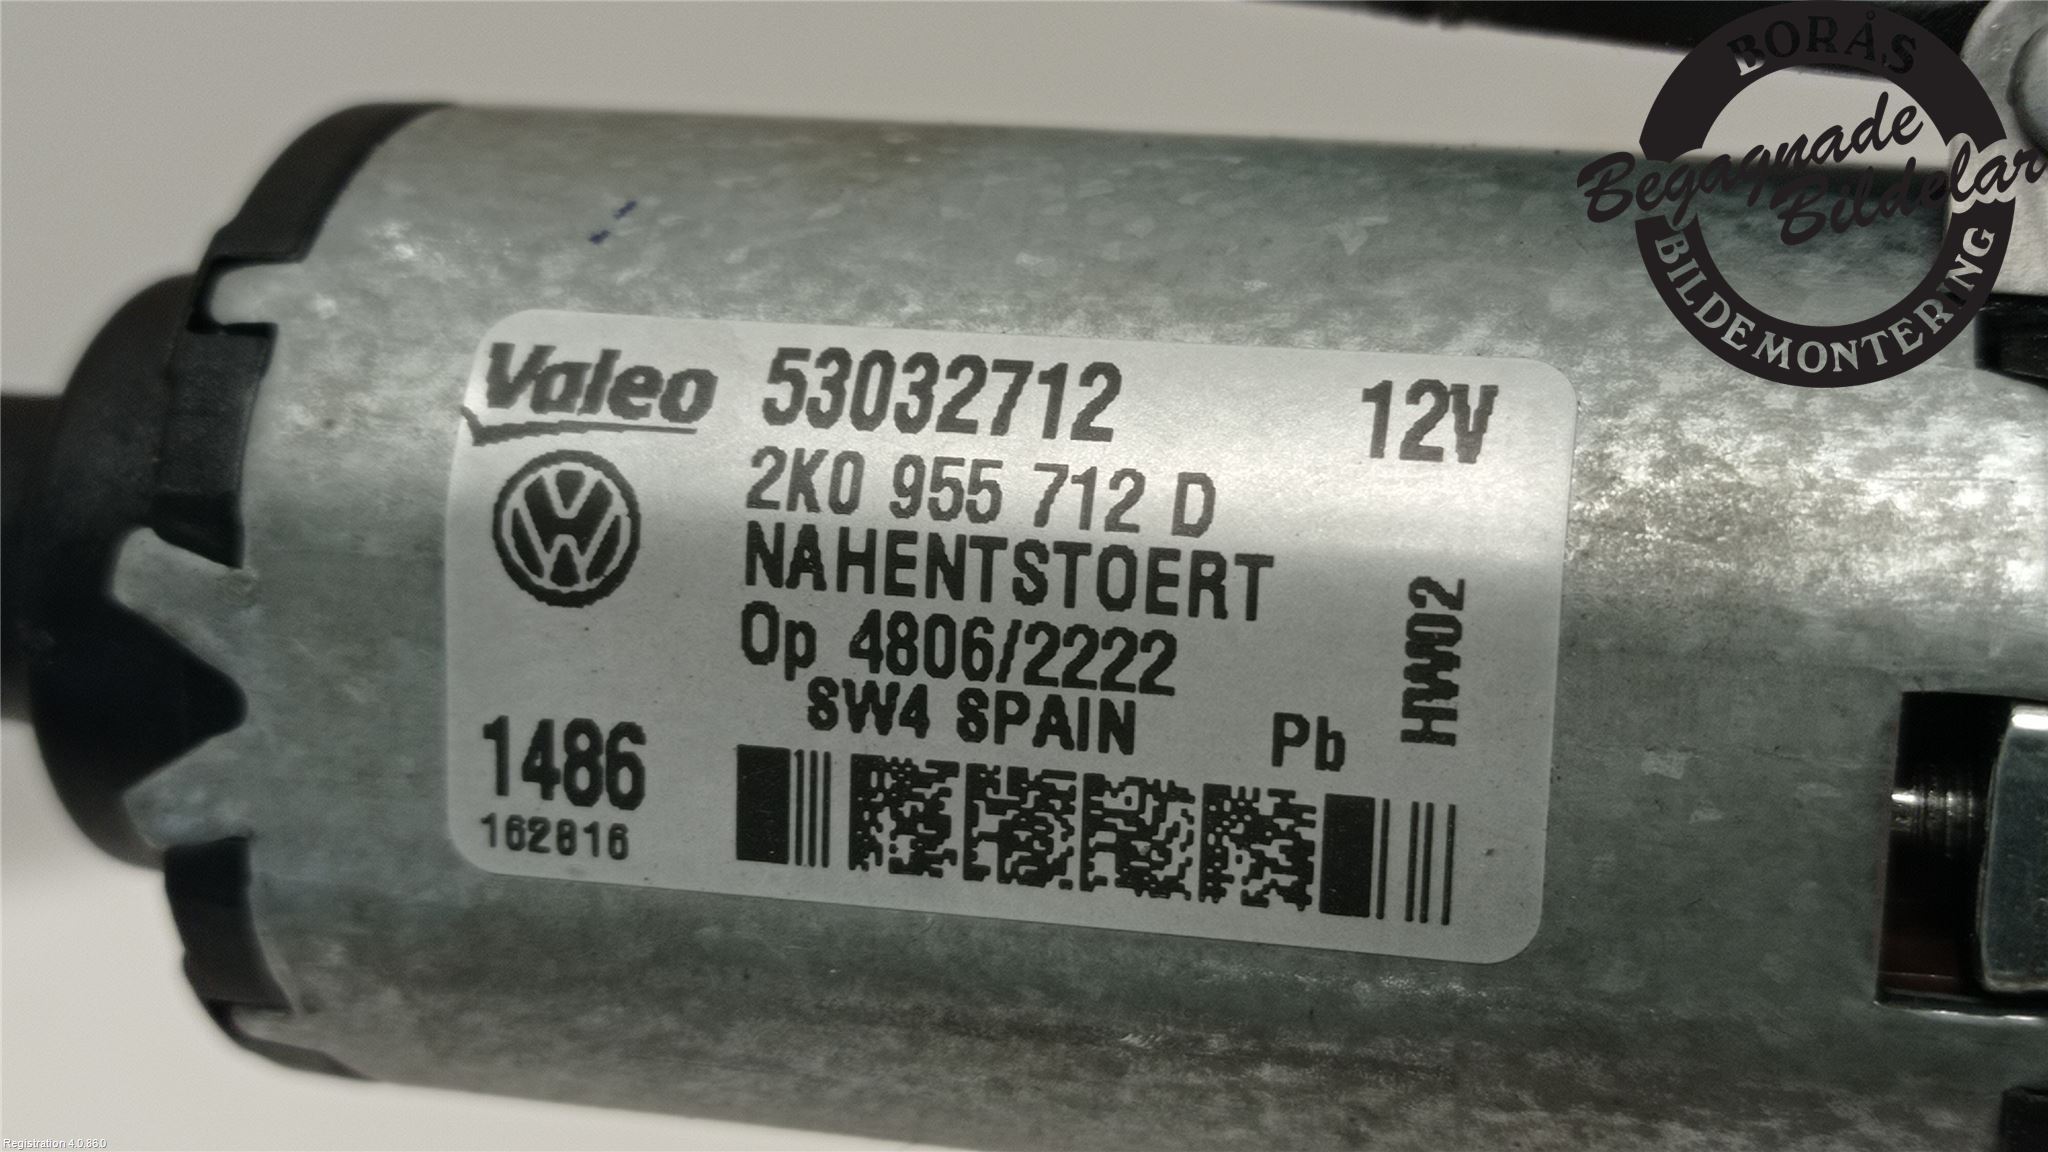 BORÅS
Begagnade
Bildelar
BILDEMONTERING
Valeo 53032712 12V
2K0 955 712 D
NAHENTSTOERT
Op 4806/2222
SW4 SPAIN
HW02
Pb
1486
162816
Registration 4.0.86.0